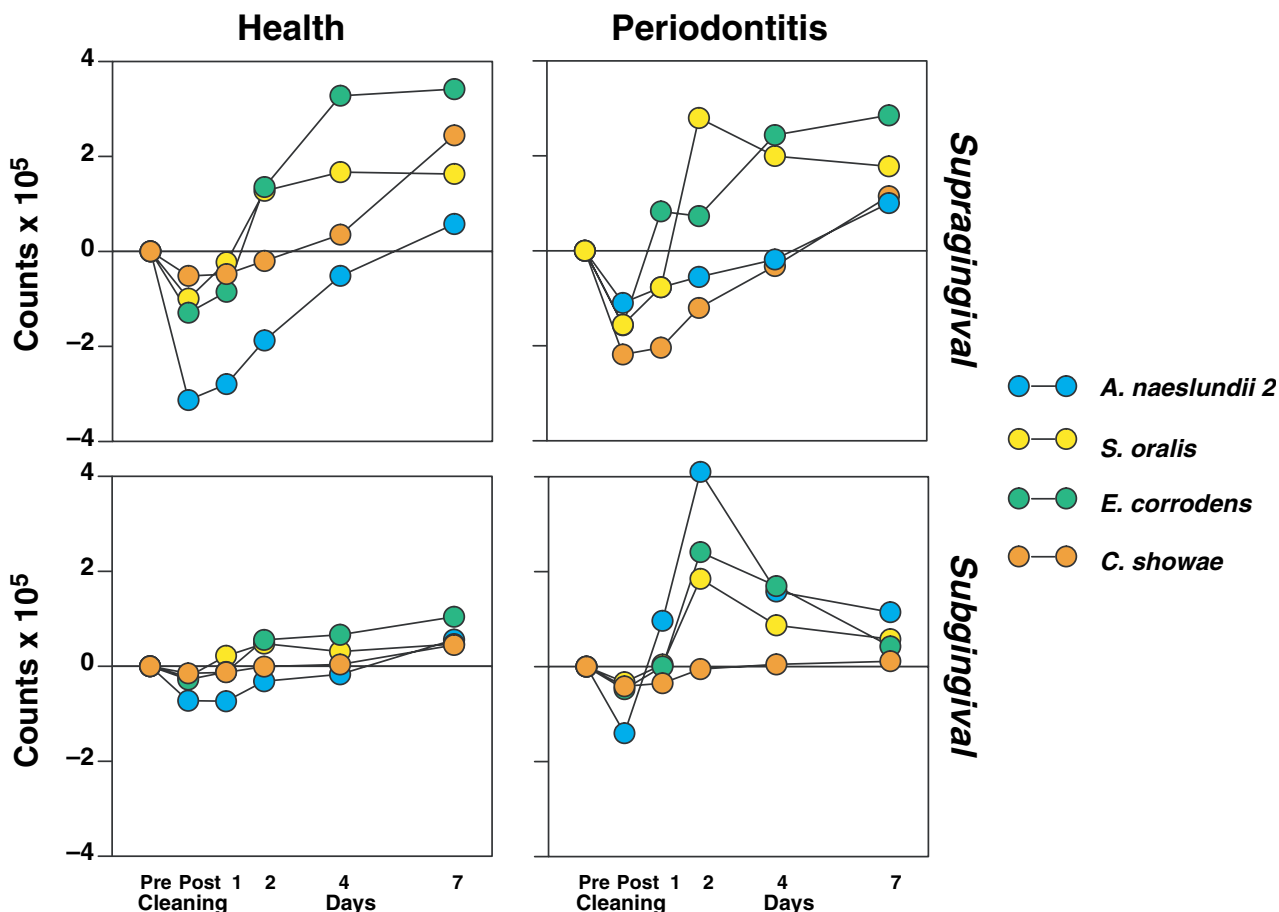 Health Periodontitis
4
2
0
−2
−4
Counts x 10⁵
Supragingival
4
2
0
−2
−4
Counts x 10⁵
Subgingival
A. naeslundii 2
S. oralis
E. corrodens
C. showae
Pre Post 1 2 4 7
Cleaning Days
Pre Post 1 2 4 7
Cleaning Days